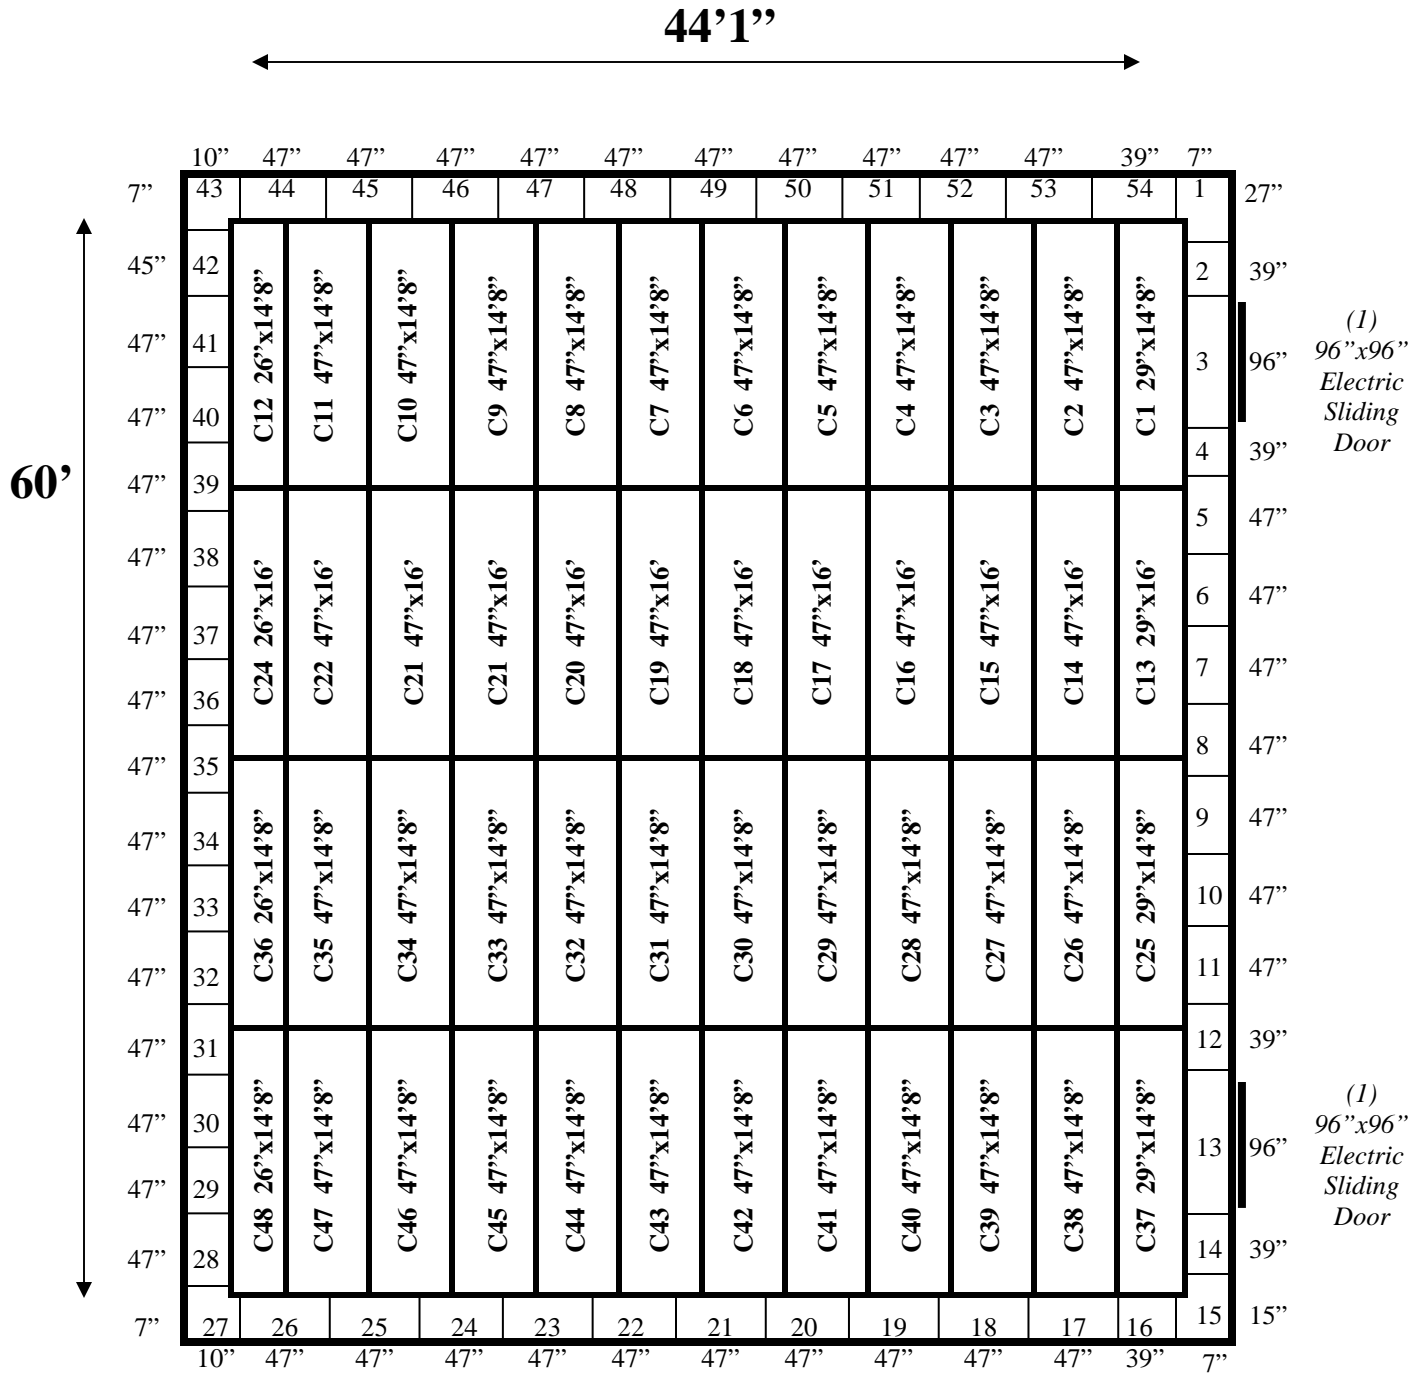 44’1”
10” 47” 47” 47” 47” 47” 47” 47” 47” 47” 47” 39” 7”
7” 43 44 45 46 47 48 49 50 51 52 53 54 1 27”
45” 42 2 39”
47” 41 3 96”
47” 40 4 39”
47” 39 5 47”
47” 38 6 47”
47” 37 7 47”
47” 36 8 47”
47” 35 9 47”
47” 34 10 47”
47” 33 11 47”
47” 32 12 39”
47” 31 13 96”
47” 30 14 39”
47” 29
47” 28
60’
(1)
96”x96”
Electric
Sliding
Door
C12 26”x14’8”
C11 47”x14’8”
C10 47”x14’8”
C9 47”x14’8”
C8 47”x14’8”
C7 47”x14’8”
C6 47”x14’8”
C5 47”x14’8”
C4 47”x14’8”
C3 47”x14’8”
C2 47”x14’8”
C1 29”x14’8”
C24 26”x16’
C22 47”x16’
C21 47”x16’
C21 47”x16’
C20 47”x16’
C19 47”x16’
C18 47”x16’
C17 47”x16’
C16 47”x16’
C15 47”x16’
C14 47”x16’
C13 29”x16’
C36 26”x14’8”
C35 47”x14’8”
C34 47”x14’8”
C33 47”x14’8”
C32 47”x14’8”
C31 47”x14’8”
C30 47”x14’8”
C29 47”x14’8”
C28 47”x14’8”
C27 47”x14’8”
C26 47”x14’8”
C25 29”x14’8”
C48 26”x14’8”
C47 47”x14’8”
C46 47”x14’8”
C45 47”x14’8”
C44 47”x14’8”
C43 47”x14’8”
C42 47”x14’8”
C41 47”x14’8”
C40 47”x14’8”
C39 47”x14’8”
C38 47”x14’8”
C37 29”x14’8”
(1)
96”x96”
Electric
Sliding
Door
7” 27 26 25 24 23 22 21 20 19 18 17 16 15 15”
10” 47” 47” 47” 47” 47” 47” 47” 47” 47” 47” 39” 7”